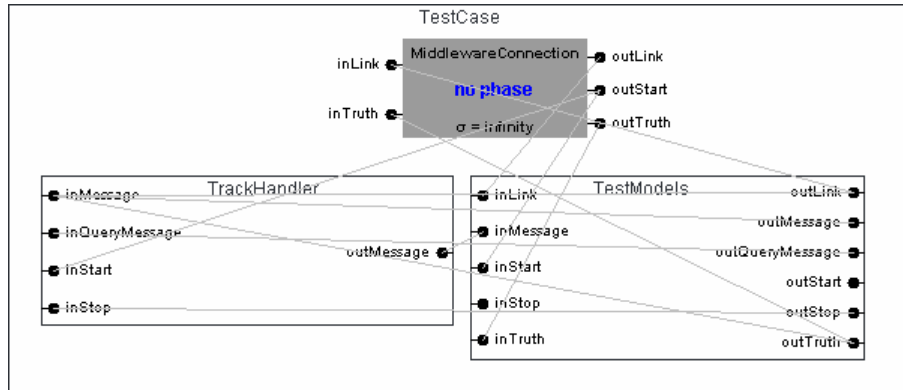 TestCase
MiddlewareConnection
no phase
σ = infinity
inLink
inTruth
outLink
outStart
outTruth
TrackHandler
inMessage
inQueryMessage
inStart
inStop
outMessage
TestModels
inLink
inMessage
inStart
inStop
inTruth
outLink
outMessage
outQueryMessage
outStart
outStop
outTruth